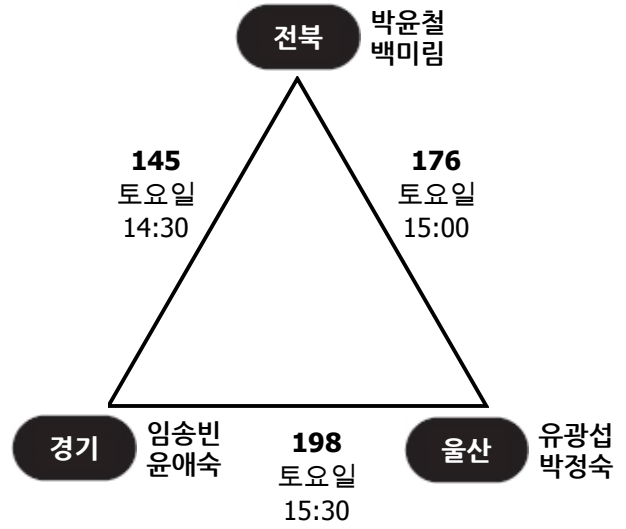 전북
박윤철
백미림
145
토요일
14:30
176
토요일
15:00
경기
임송빈
윤애숙
198
토요일
15:30
울산
유광섭
박정숙